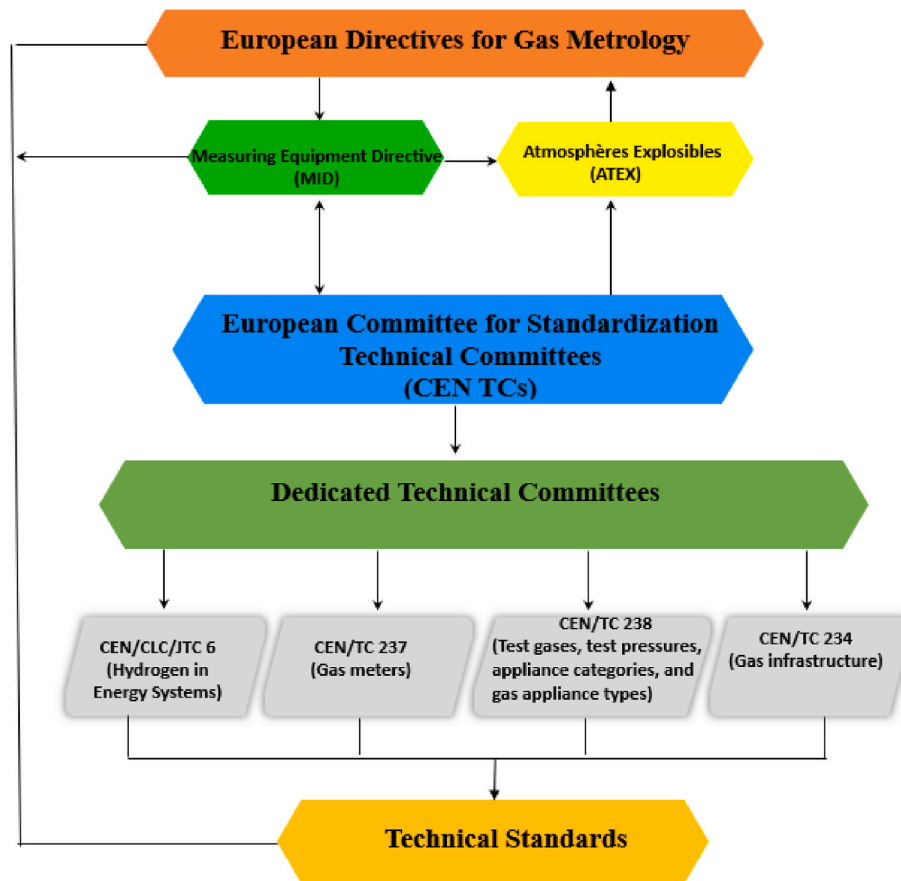 European Directives for Gas Metrology
Measuring Equipment Directive
(MID)
Atmosphères Explosibles
(ATEX)
European Committee for Standardization
Technical Committees
(CEN TCs)
Dedicated Technical Committees
CEN/CLC/JTC 6
(Hydrogen in
Energy Systems)
CEN/TC 237
(Gas meters)
CEN/TC 238
(Test gases, test pressures,
appliance categories, and
gas appliance types)
CEN/TC 234
(Gas infrastructure)
Technical Standards